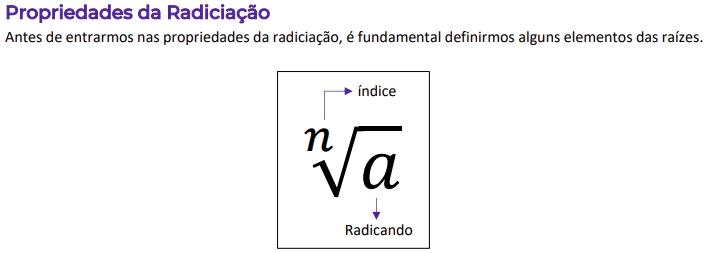 Propriedades da Radiciação
Antes de entrarmos nas propriedades da radiciação, é fundamental definirmos alguns elementos das raízes.
índice
n√a
Radicando